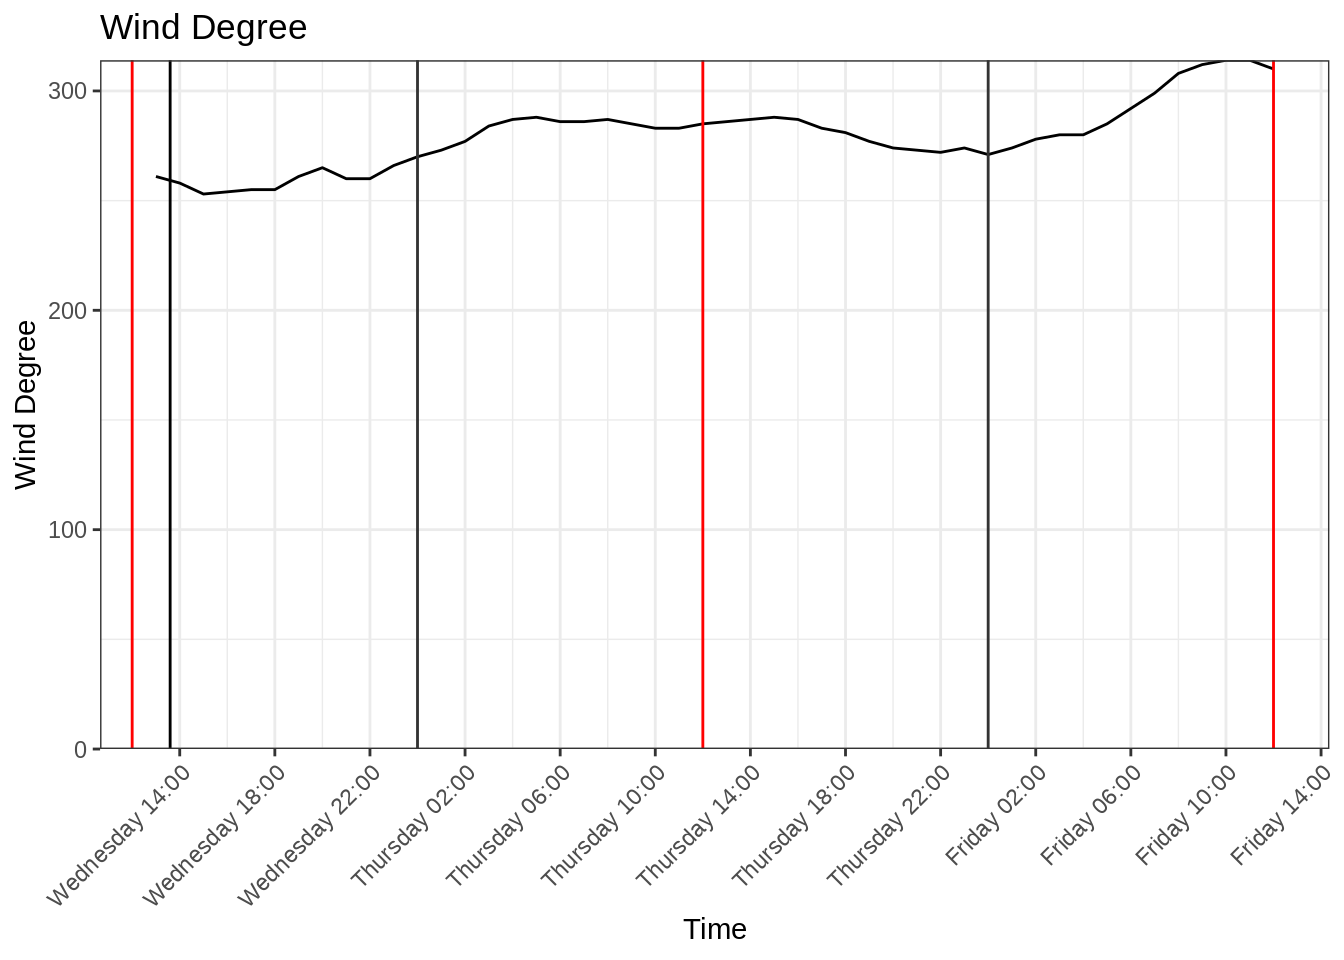 Wind Degree
Wind Degree
300
200
100
0
Wednesday 14:00
Wednesday 18:00
Wednesday 22:00
Thursday 02:00
Thursday 06:00
Thursday 10:00
Thursday 14:00
Thursday 18:00
Thursday 22:00
Friday 02:00
Friday 06:00
Friday 10:00
Friday 14:00
Time